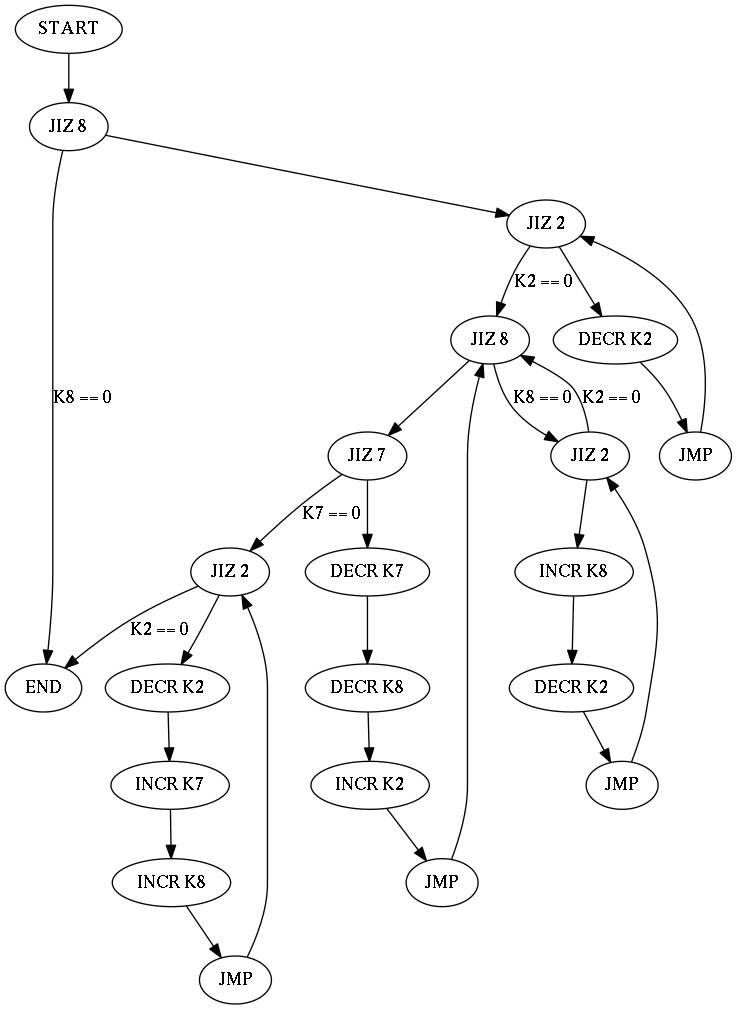 START
JIZ 8
JIZ 2
K2 == 0
JIZ 8
DECR K2
K8 == 0
K8 == 0
K2 == 0
JIZ 7
JIZ 2
JMP
K7 == 0
JIZ 2
DECR K7
INCR K8
K2 == 0
END
DECR K2
DECR K8
DECR K2
INCR K7
INCR K2
JMP
INCR K8
JMP
JMP